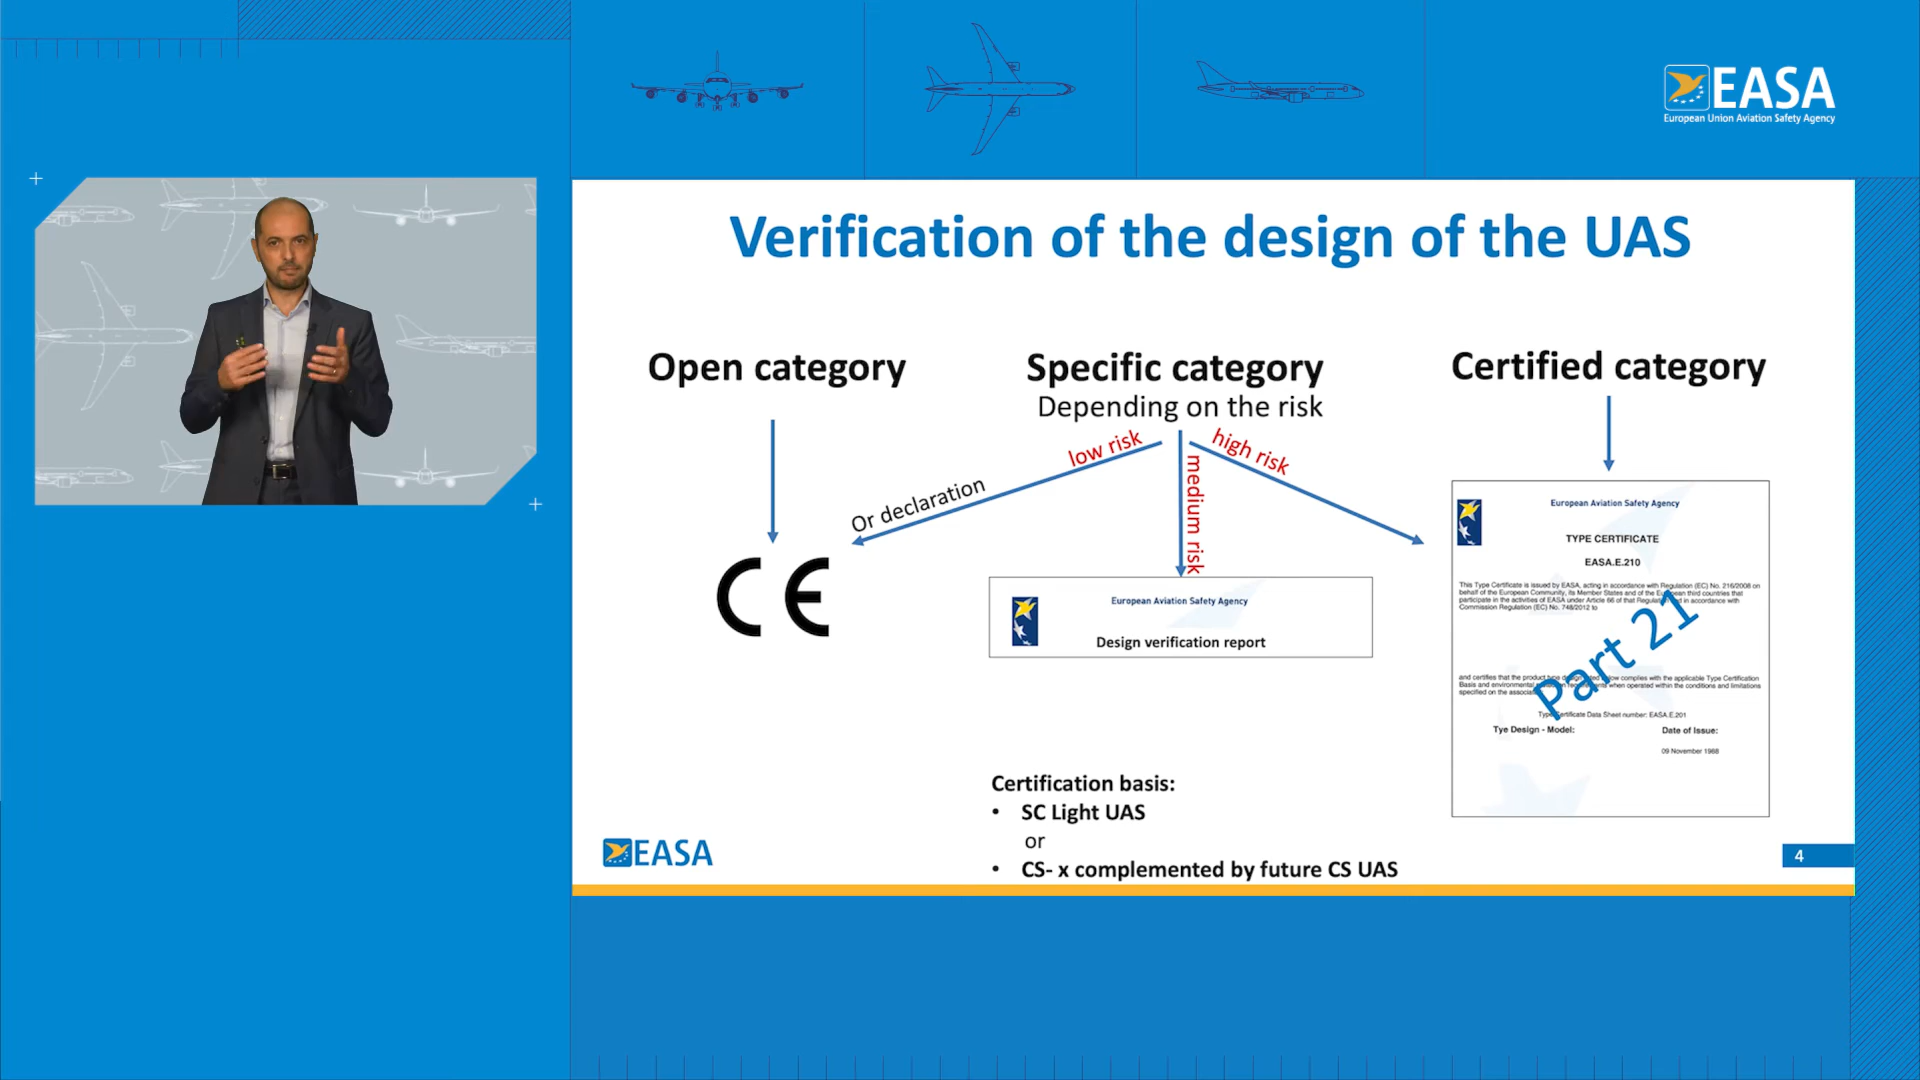 EASA
European Union Aviation Safety Agency
Verification of the design of the UAS
Open category
Specific category
Depending on the risk
Certified category
low risk
medium risk
high risk
Or declaration
CE
European Aviation Safety Agency
Design verification report
European Aviation Safety Agency
TYPE CERTIFICATE
EASA.E.210
This Type Certificate is issued by EASA, acting in accordance with Regulation (EC) No. 216/2008 on
behalf of the European Community, its Member States and of the European third countries that
participate in the activities of EASA under Article 66 of that Regulation and in accordance with
Commission Regulation (EC) No. 748/2012 to
Part 21
and certifies that the product type designated below complies with the applicable Type Certification
Basis and environmental requirements when operated within the conditions and limitations
specified on the
Type Certificate Data Sheet number: EASA.E.201
Tye Design - Model:
Date of Issue:
09 November 1988
Certification basis:
• SC Light UAS
or
• CS- x complemented by future CS UAS
EASA
4